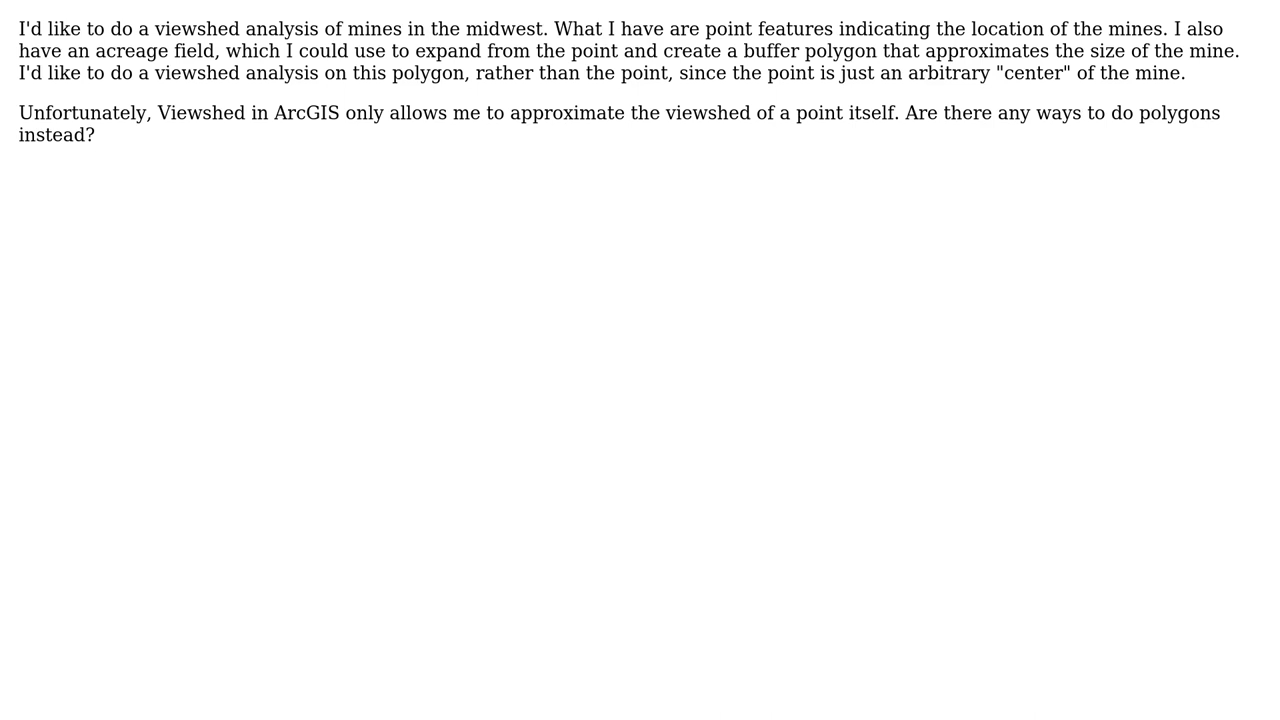 I'd like to do a viewshed analysis of mines in the midwest. What I have are point features indicating the location of the mines. I also
have an acreage field, which I could use to expand from the point and create a buffer polygon that approximates the size of the mine.
I'd like to do a viewshed analysis on this polygon, rather than the point, since the point is just an arbitrary "center" of the mine.
Unfortunately, Viewshed in ArcGIS only allows me to approximate the viewshed of a point itself. Are there any ways to do polygons
instead?